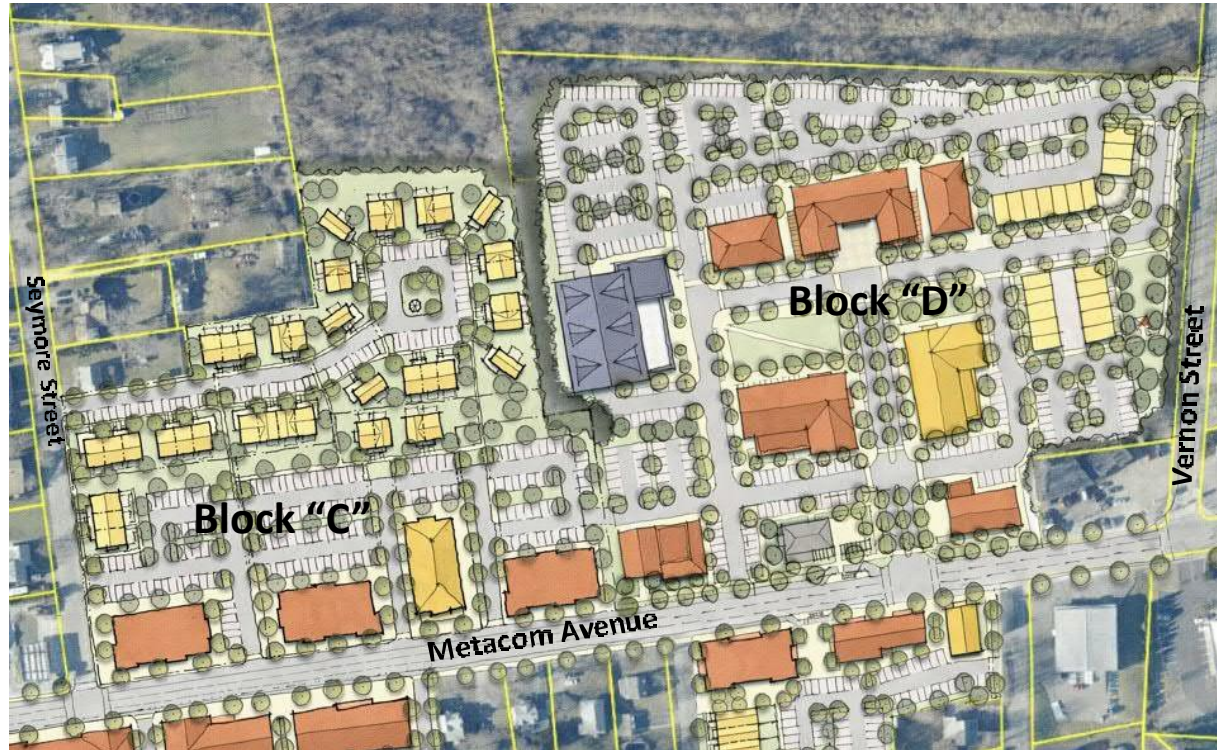 Seymore Street
Block "C"
Block "D"
Vernon Street
Metacom Avenue